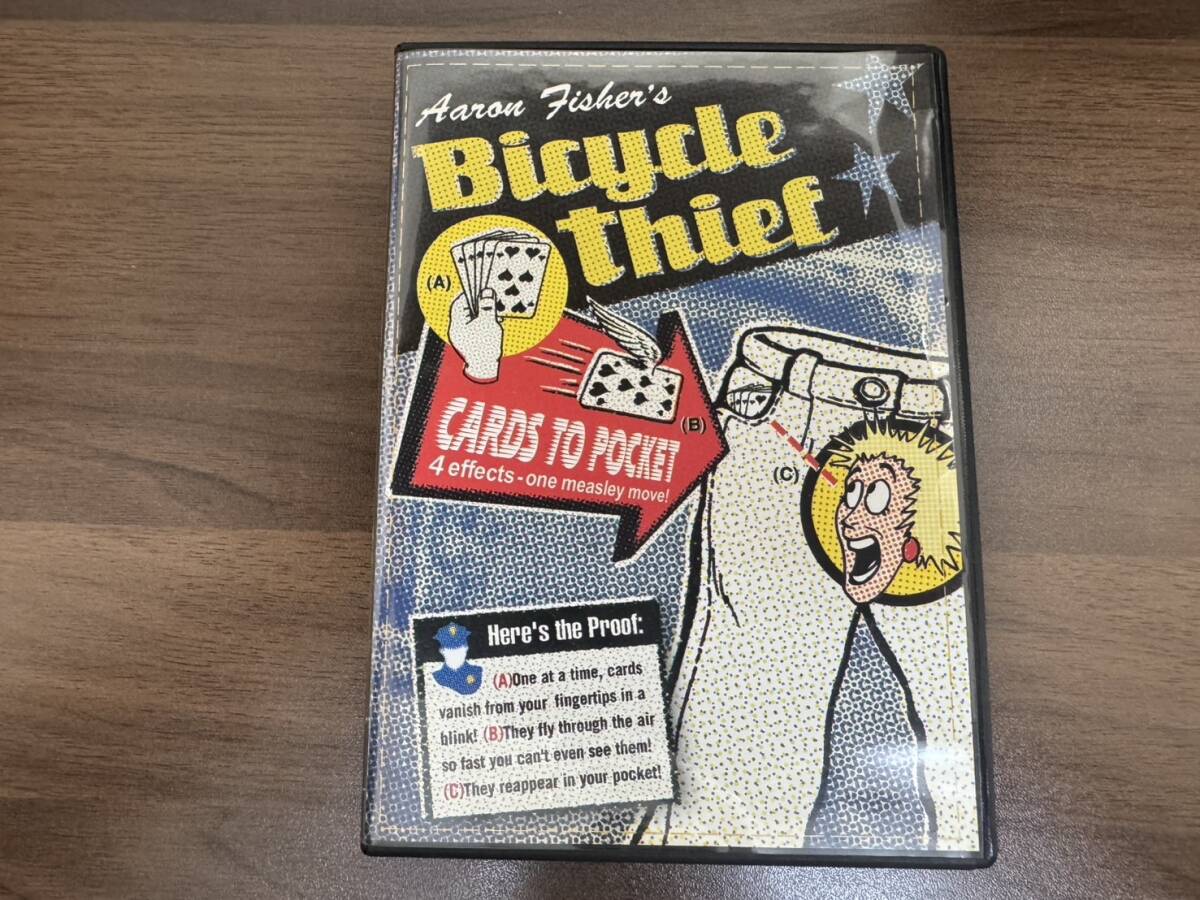 Aaron Fisher's
Bicycle
thief
(A)
(B)
CARDS TO POCKET
4 effects - one measley move!
(C)
Here's the Proof:
(A)One at a time, cards
vanish from your fingertips in a
blink! (B)They fly through the air
so fast you can't even see them!
(C)They reappear in your pocket!